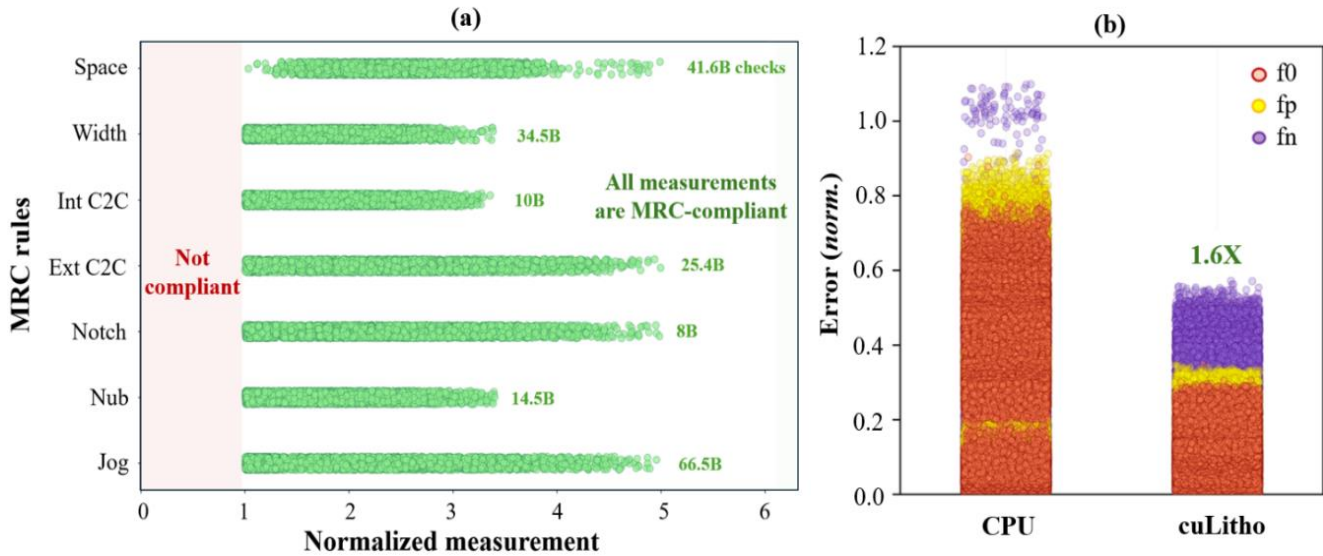 (a)
MRC rules
Space
Width
Int C2C
Ext C2C
Notch
Nub
Jog
Not
compliant
41.6B checks
34.5B
10B
All measurements
are MRC-compliant
25.4B
8B
14.5B
66.5B
0
1
2
3
4
5
6
Normalized measurement
(b)
Error (norm.)
1.2
1.0
0.8
0.6
0.4
0.2
0.0
f0
fp
fn
1.6X
CPU
cuLitho